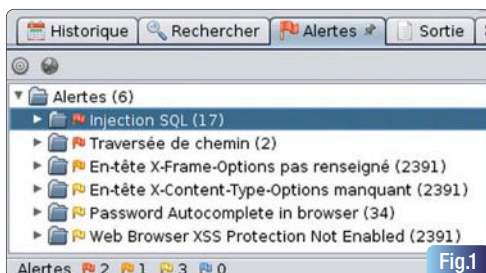 Historique Rechercher Alertes Sortie
Alertes (6)
Injection SQL (17)
Traversée de chemin (2)
En-tête X-Frame-Options pas renseigné (2391)
En-tête X-Content-Type-Options manquant (2391)
Password Autocomplete in browser (34)
Web Browser XSS Protection Not Enabled (2391)
Alertes 2 1 3 0
Fig.1